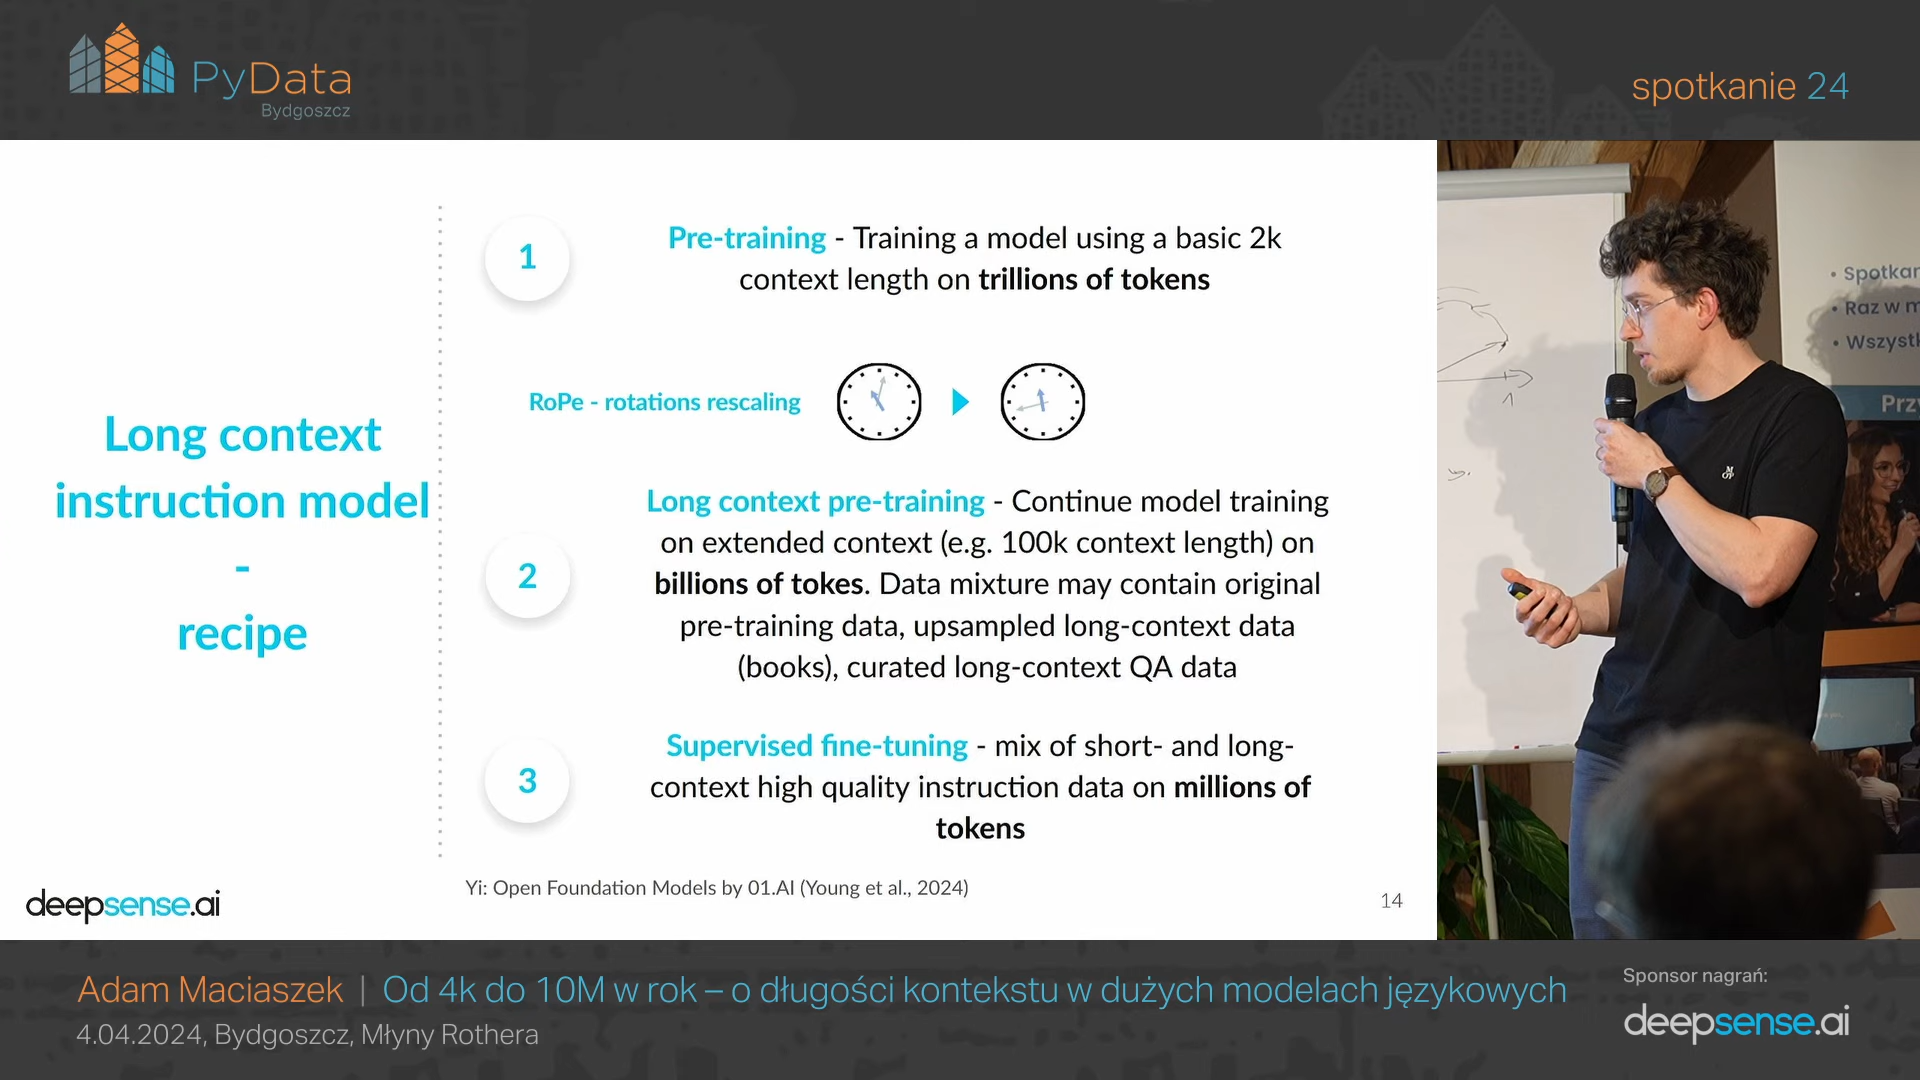 PyData
Bydgoszcz
spotkanie 24
Long context
instruction model
-
recipe
1
Pre-training - Training a model using a basic 2k
context length on trillions of tokens
RoPe - rotations rescaling
2
Long context pre-training - Continue model training
on extended context (e.g. 100k context length) on
billions of tokes. Data mixture may contain original
pre-training data, upsampled long-context data
(books), curated long-context QA data
3
Supervised fine-tuning - mix of short- and long-
context high quality instruction data on millions of
tokens
Yi: Open Foundation Models by 01.AI (Young et al., 2024)
deepsense.ai
14
• Raz w
Adam Maciaszek | Od 4k do 10M w rok – o długości kontekstu w dużych modelach językowych
4.04.2024, Bydgoszcz, Młyny Rothera
Sponsor nagrań:
deepsense.ai